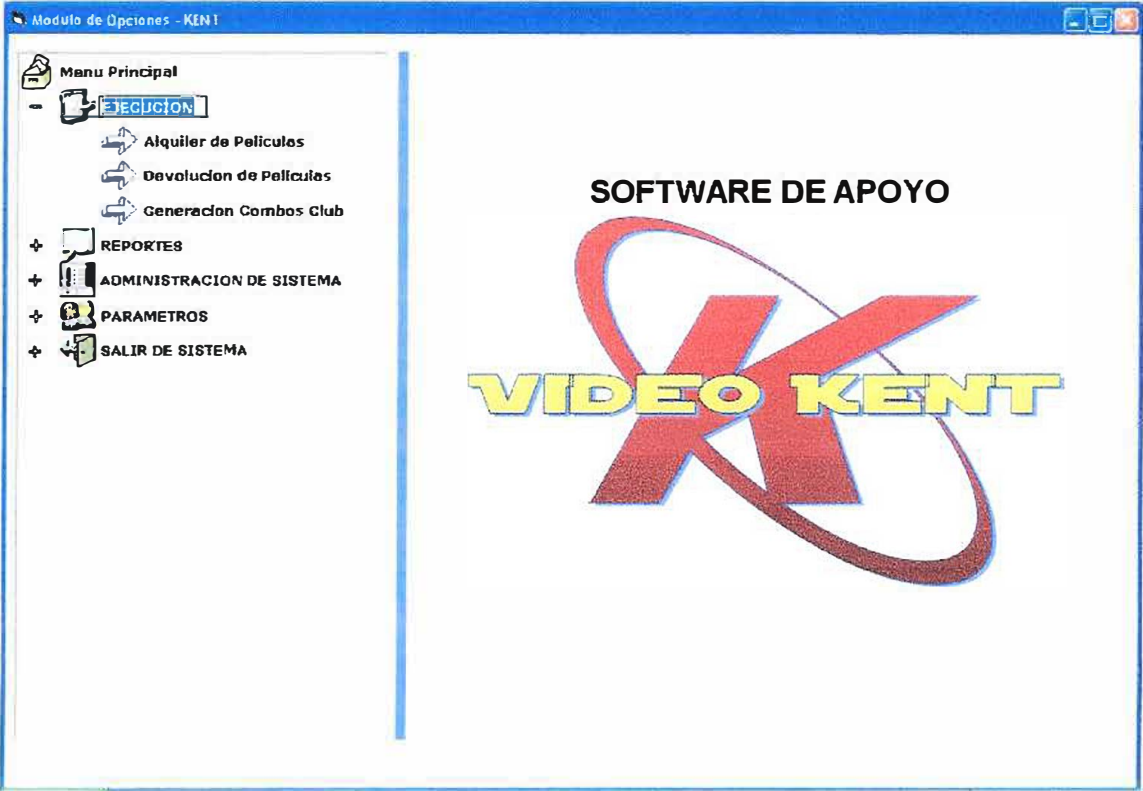 Modulo de Opciones - KENT
Menu Principal
EJECUCION
Alquiler de Peliculas
Devolucion de Peliculas
Generacion Combos Club
REPORTES
ADMINISTRACION DE SISTEMA
PARAMETROS
SALIR DE SISTEMA
SOFTWARE DE APOYO
K
VIDEO KENT